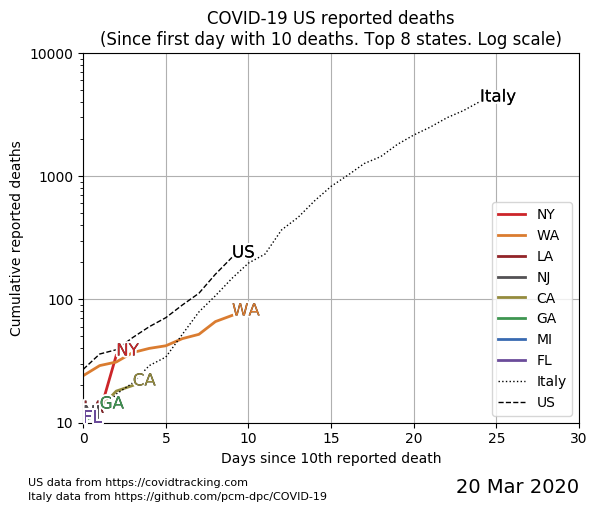 COVID-19 US reported deaths
(Since first day with 10 deaths. Top 8 states. Log scale)
Cumulative reported deaths
10000
1000
100
10
Italy
US
WA
NY
CA
GA
FL
NY
WA
LA
NJ
CA
GA
MI
FL
Italy
US
0
5
10
15
20
25
30
Days since 10th reported death
US data from https://covidtracking.com
Italy data from https://github.com/pcm-dpc/COVID-19
20 Mar 2020